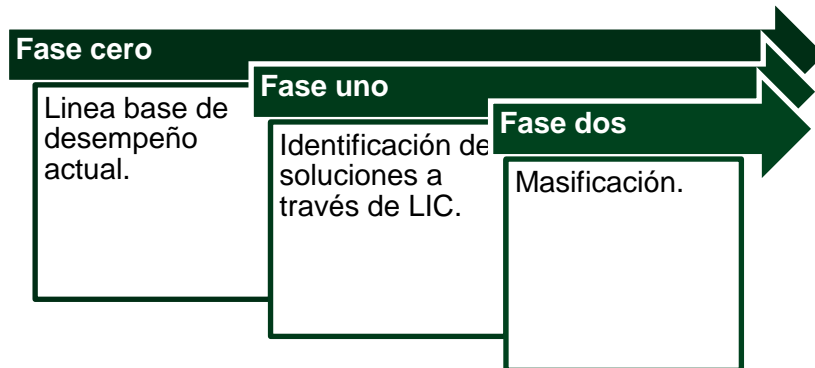 Fase cero
Linea base de
desempeño
actual.
Fase uno
Identificación de
soluciones a
través de LIC.
Fase dos
Masificación.